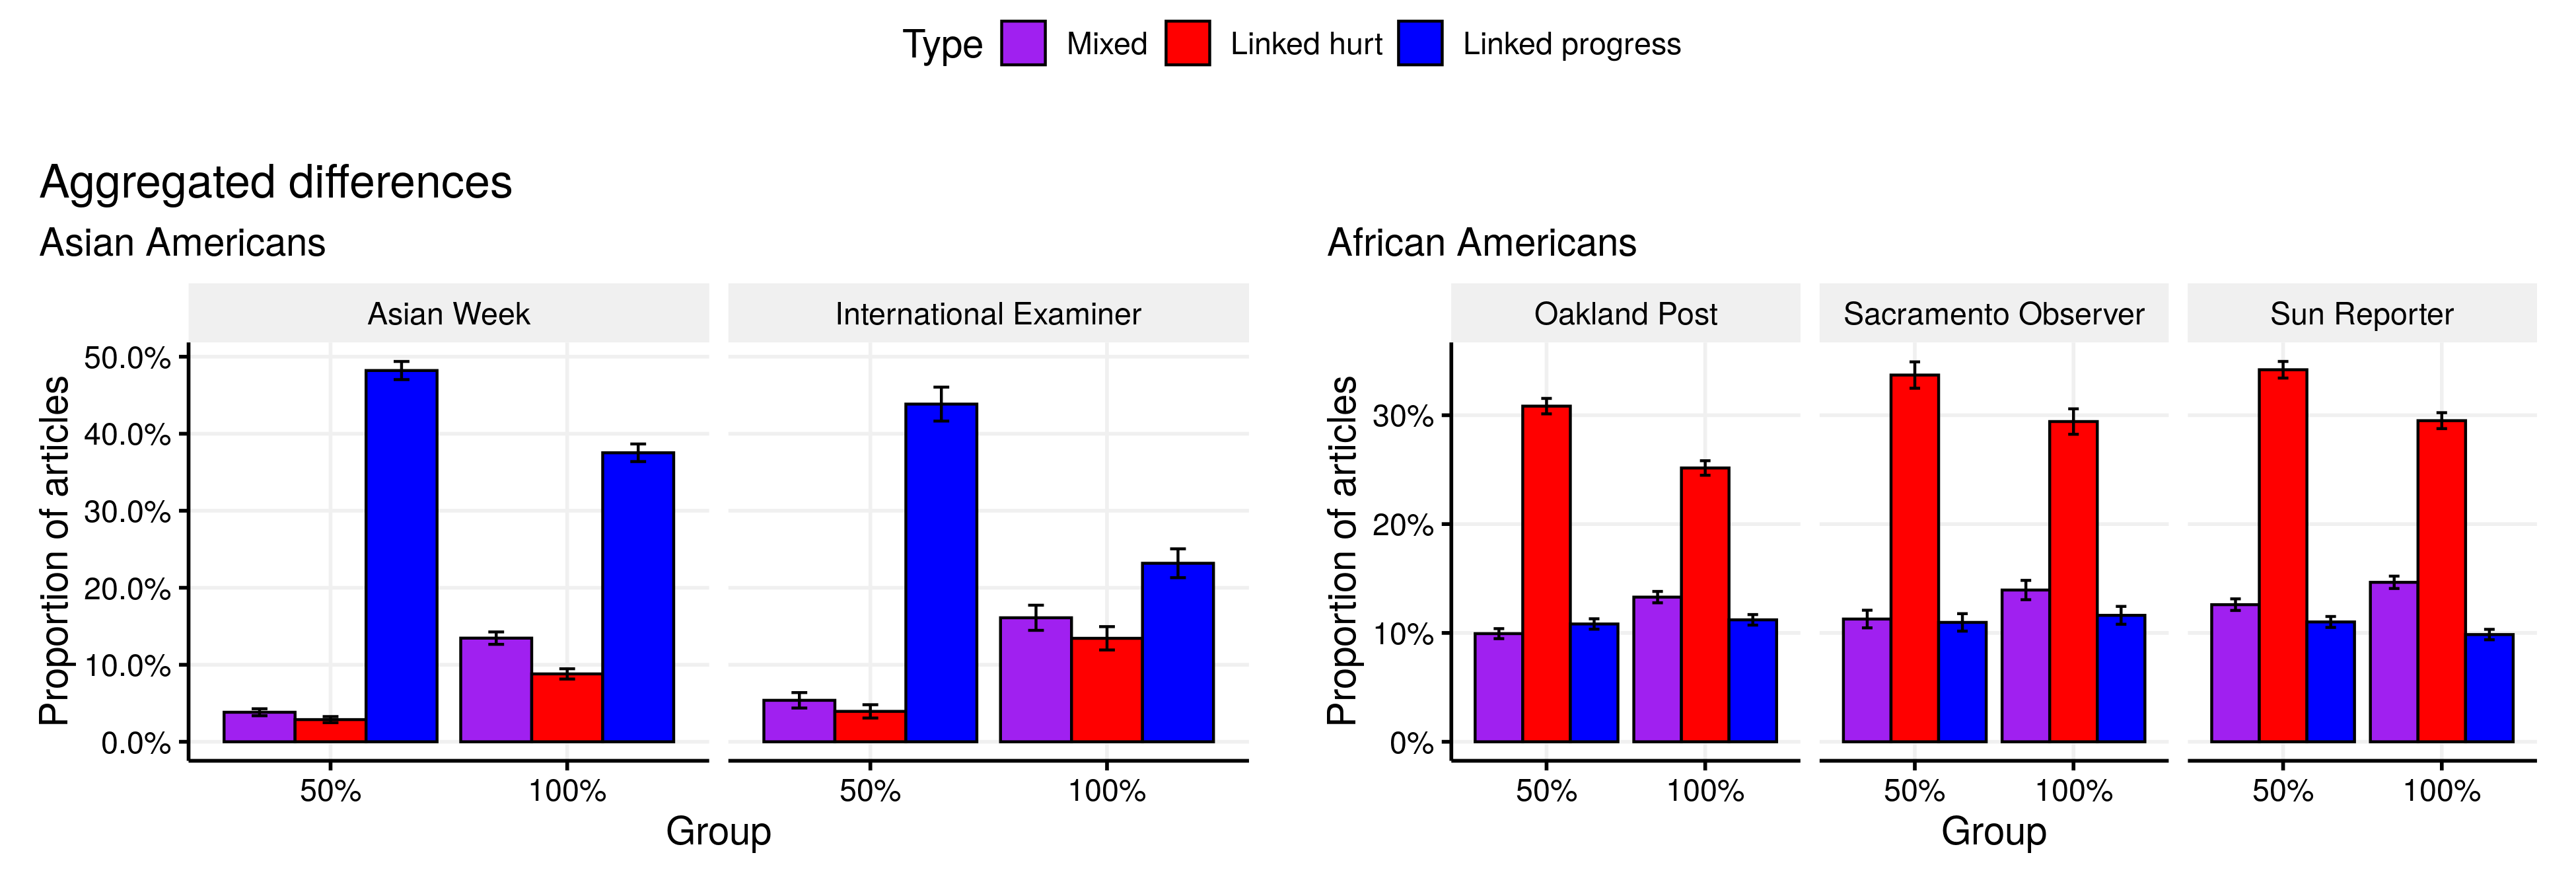 Type Mixed Linked hurt Linked progress
Aggregated differences
Asian Americans
Asian Week
International Examiner
Proportion of articles
50.0%
40.0%
30.0%
20.0%
10.0%
0.0%
50%
100%
50%
100%
Group
African Americans
Oakland Post
Sacramento Observer
Sun Reporter
Proportion of articles
30%
20%
10%
0%
50%
100%
50%
100%
50%
100%
Group